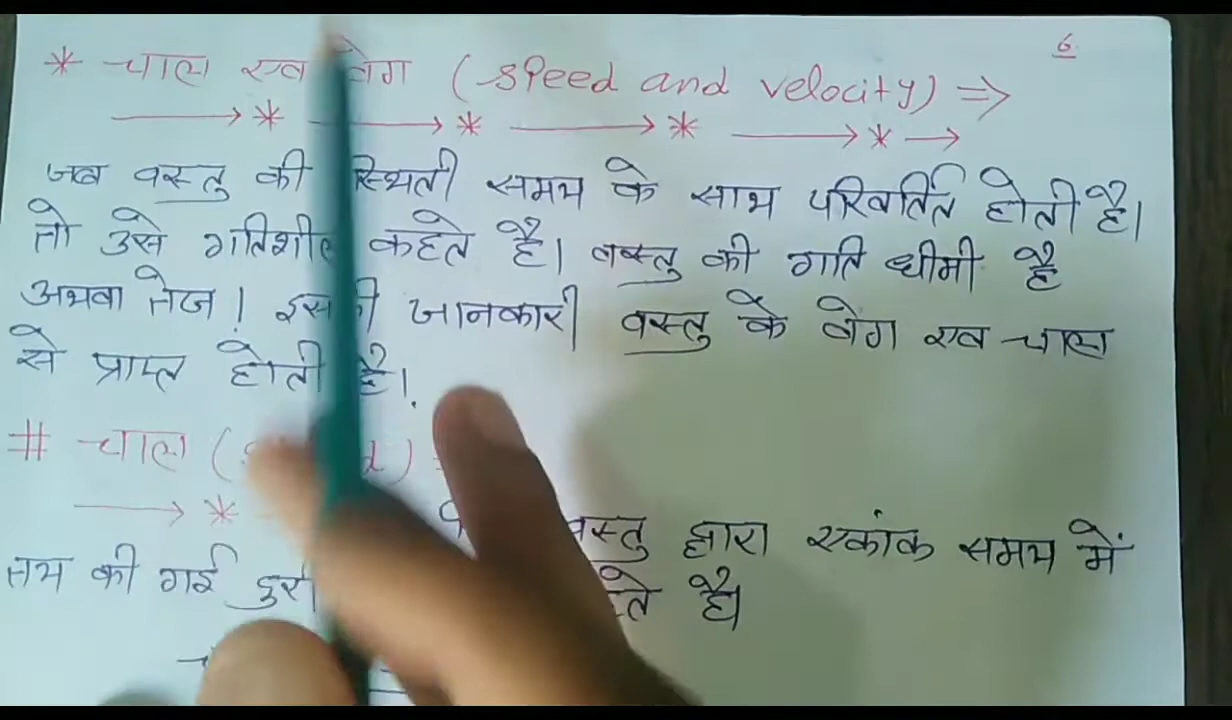 6
* चाल एव वेग (speed and velocity) ⇒
जब वस्तु की स्थिती समय के साथ परिवर्तित होती है।
तो उसे गतिशील कहते है। वस्तु की गति धीमी है
अथवा तेज। इसकी जानकारी वस्तु के वेग एव चाल
से प्राप्त होती है।
# चाल (
वस्तु द्वारा एकांक समय में
तय की गई दुरी है।